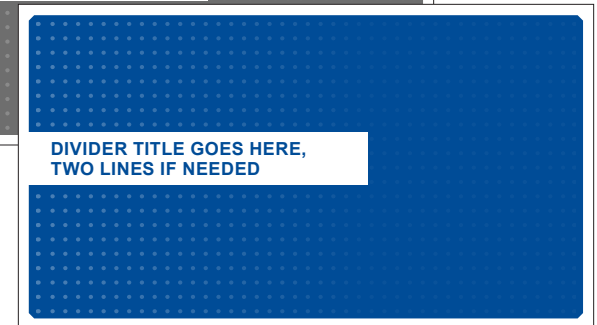 DIVIDER TITLE GOES HERE,
TWO LINES IF NEEDED